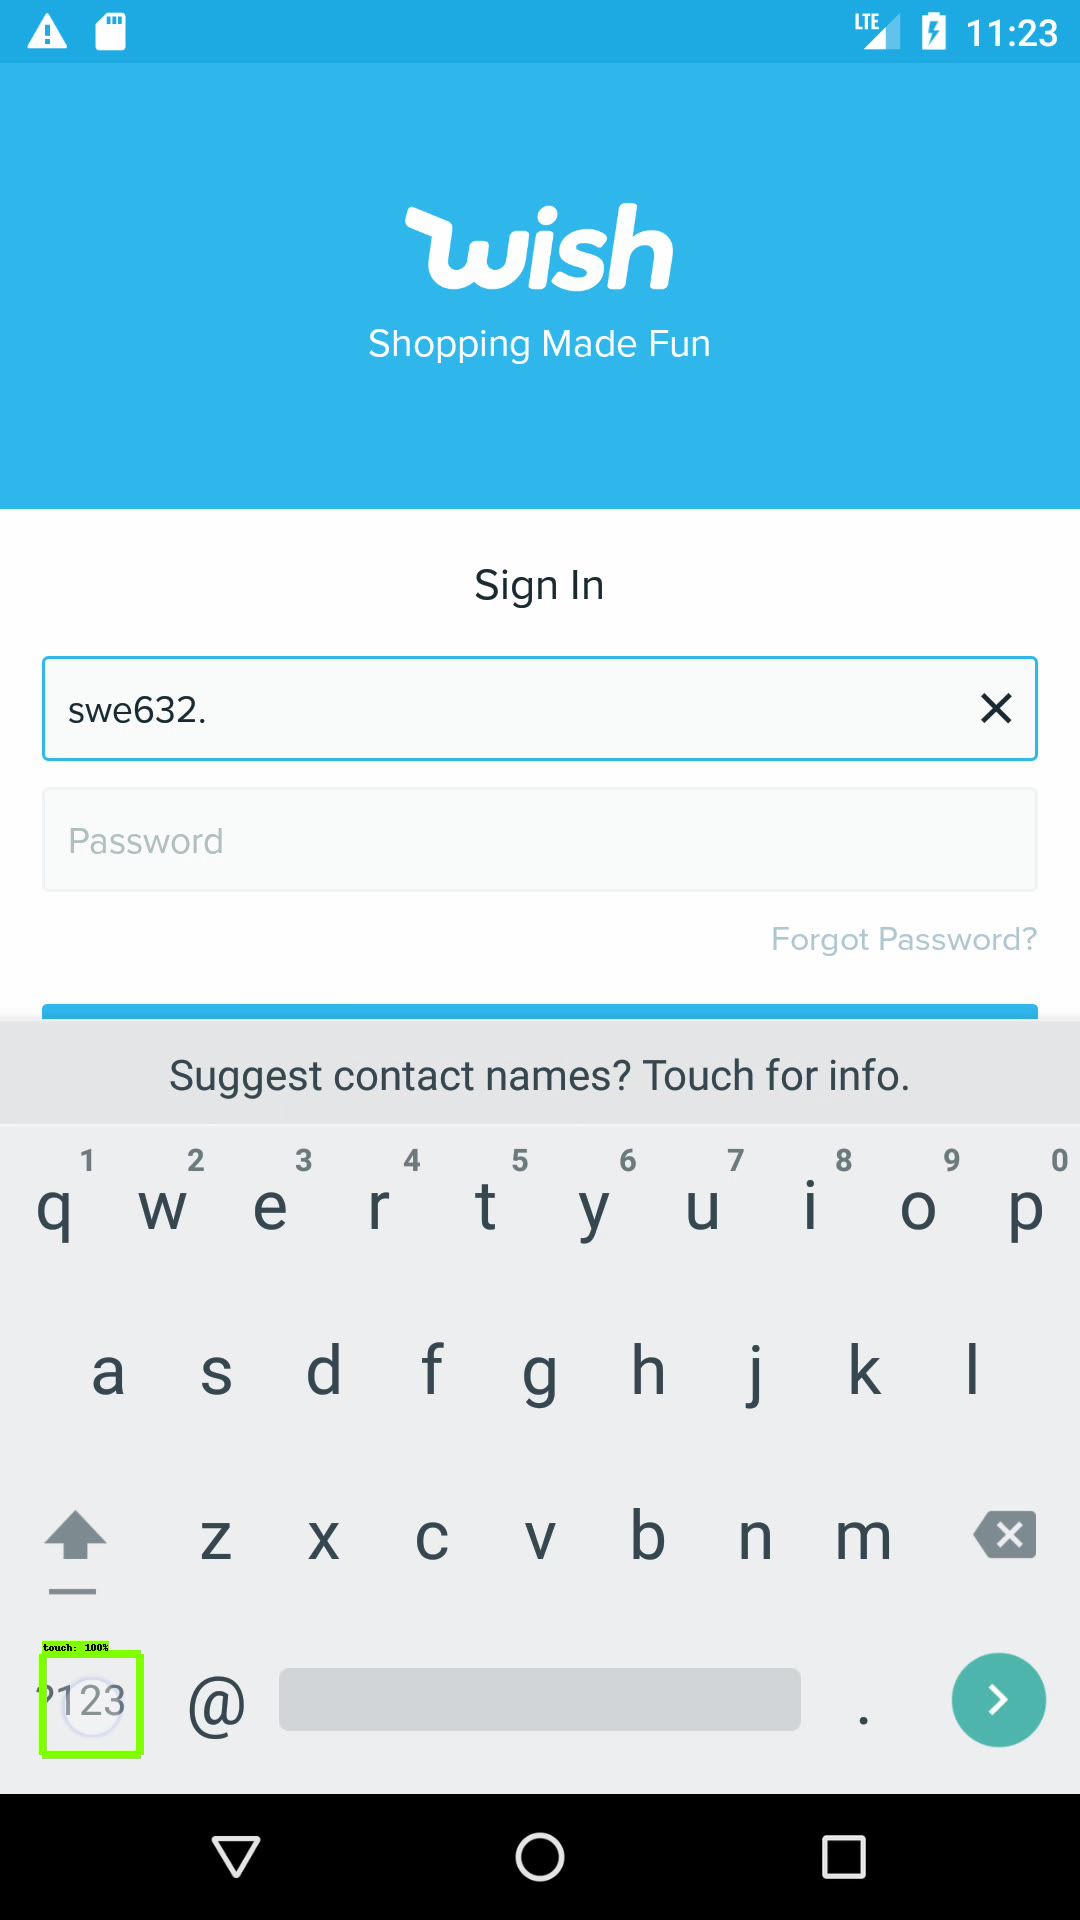 LTE 11:23
wish
Shopping Made Fun
Sign In
swe632.
Password
Forgot Password?
Suggest contact names? Touch for info.
1 2 3 4 5 6 7 8 9 0
q w e r t y u i o p
a s d f g h j k l
z x c v b n m
touch: 100%
?123 @ .